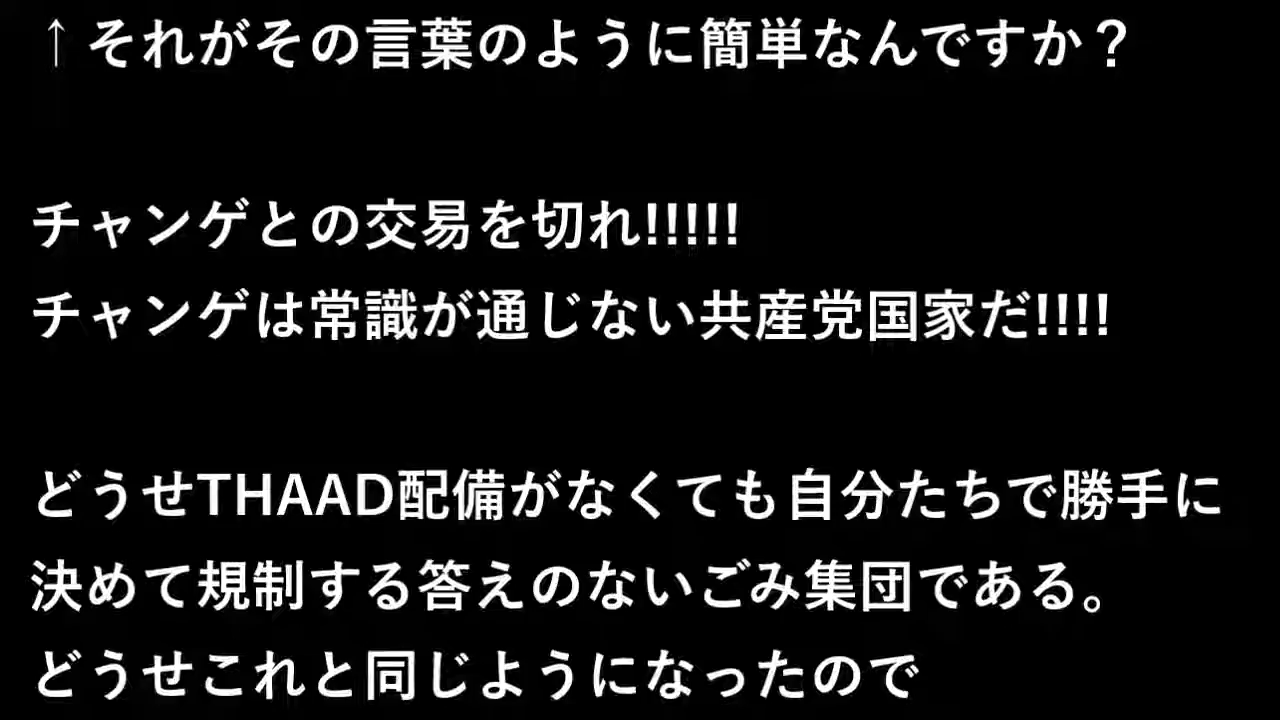 ↑それがその言葉のように簡単なんですか？
チャンゲとの交易を切れ!!!!!
チャンゲは常識が通じない共産党国家だ!!!!
どうせTHAAD配備がなくても自分たちで勝手に
決めて規制する答えのないごみ集団である。
どうせこれと同じようになったので